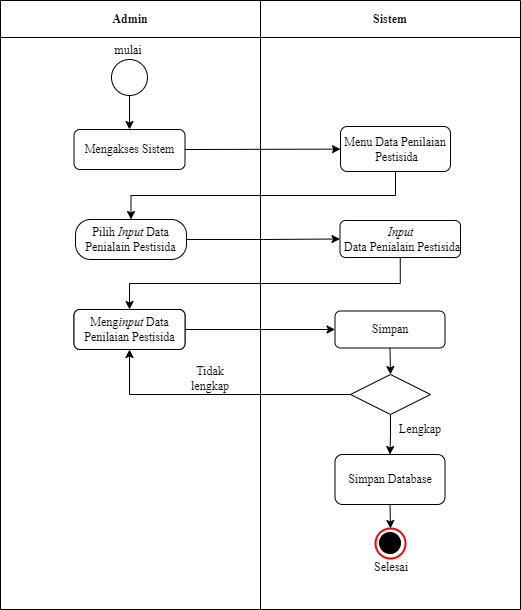 Admin
Sistem
mulai
Mengakses Sistem
Menu Data Penilaian
Pestisida
Pilih Input Data
Penialain Pestisida
Input
Data Penialain Pestisida
Menginput Data
Penilaian Pestisida
Simpan
Tidak
lengkap
Lengkap
Simpan Database
Selesai